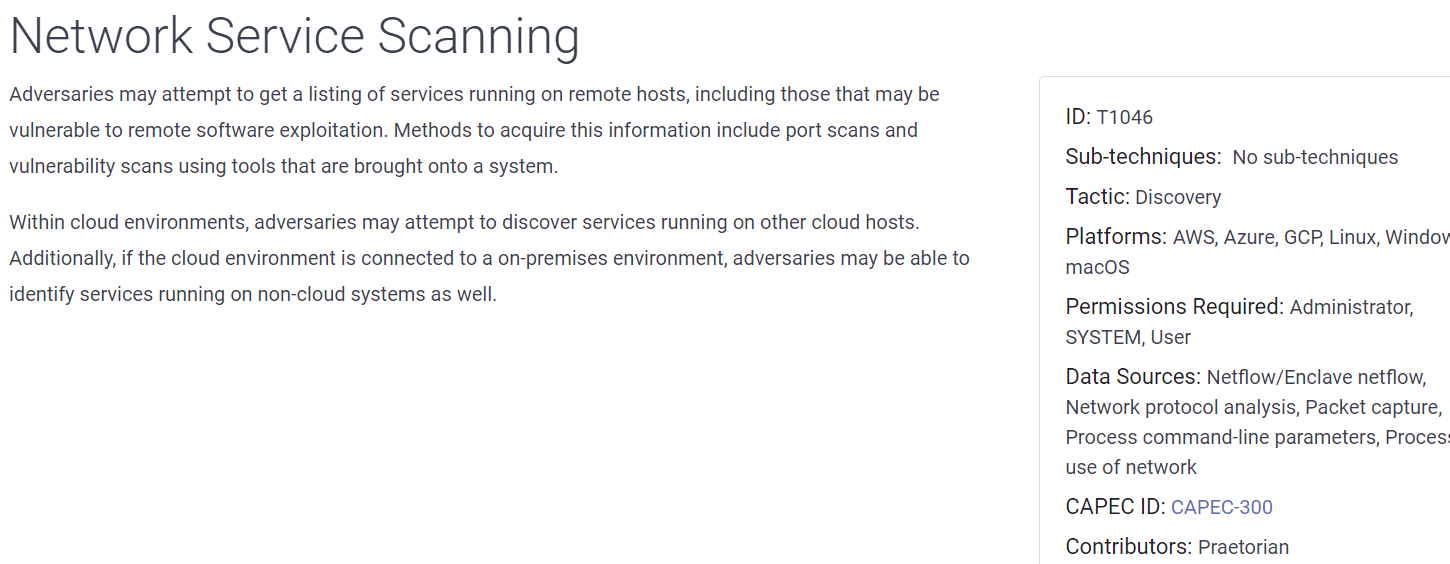 Network Service Scanning
Adversaries may attempt to get a listing of services running on remote hosts, including those that may be
vulnerable to remote software exploitation. Methods to acquire this information include port scans and
vulnerability scans using tools that are brought onto a system.
Within cloud environments, adversaries may attempt to discover services running on other cloud hosts.
Additionally, if the cloud environment is connected to a on-premises environment, adversaries may be able to
identify services running on non-cloud systems as well.
ID: T1046
Sub-techniques: No sub-techniques
Tactic: Discovery
Platforms: AWS, Azure, GCP, Linux, Window
macOS
Permissions Required: Administrator,
SYSTEM, User
Data Sources: Netflow/Enclave netflow,
Network protocol analysis, Packet capture,
Process command-line parameters, Process
use of network
CAPEC ID: CAPEC-300
Contributors: Praetorian